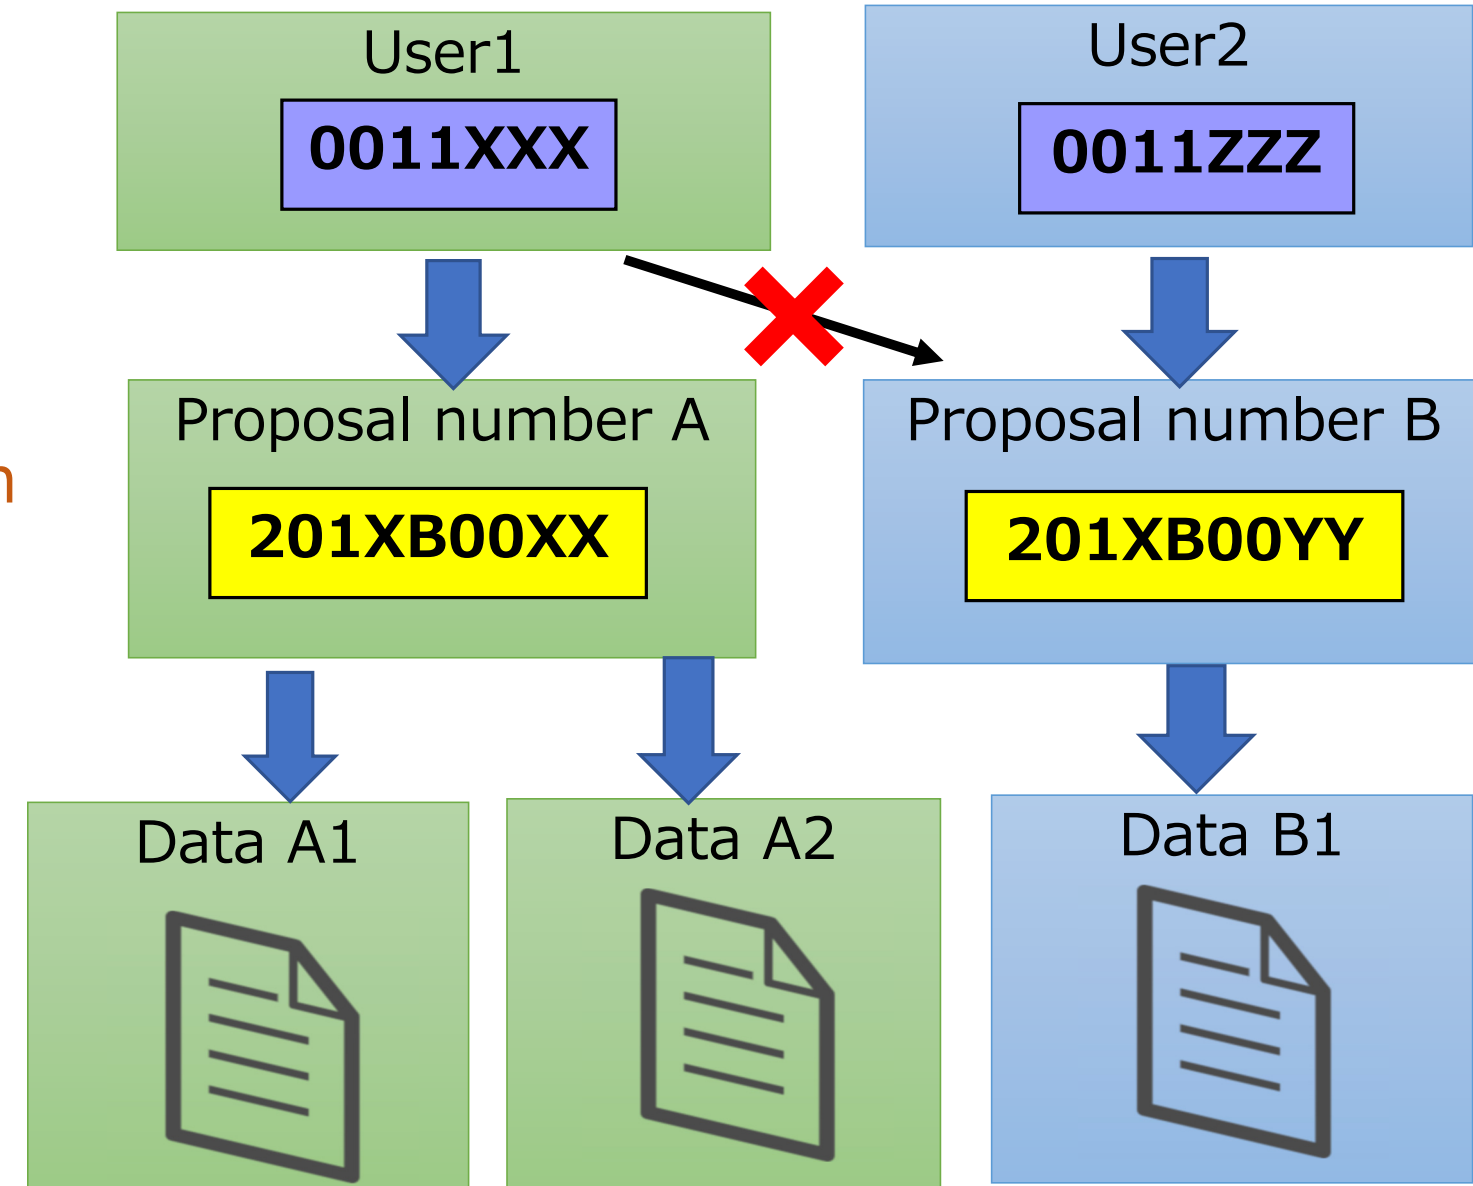 User1
0011XXX
User2
0011ZZZ
Proposal number A
201XB00XX
Proposal number B
201XB00YY
Data A1
Data A2
Data B1